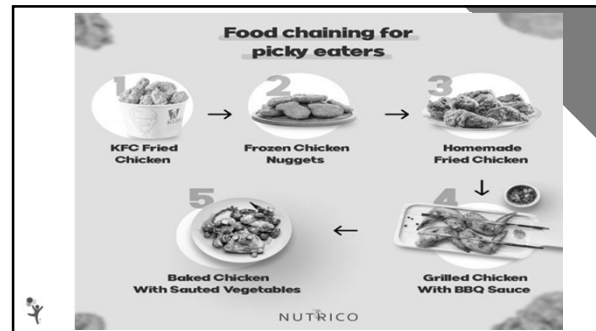 Food chaining for
picky eaters
1
2
3
KFC Fried
Chicken
Frozen Chicken
Nuggets
Homemade
Fried Chicken
5
4
Baked Chicken
With Sauted Vegetables
Grilled Chicken
With BBQ Sauce
NUTRICO